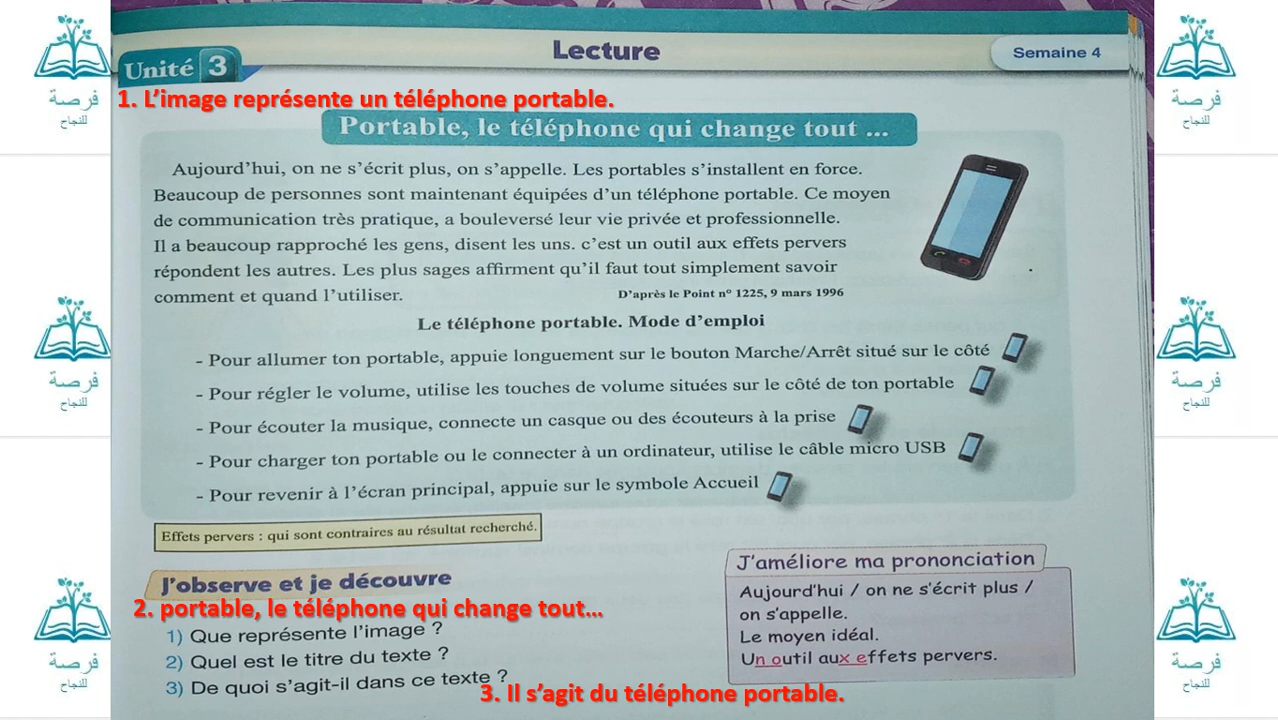 Lecture
Semaine 4
Unité 3
1. L’image représente un téléphone portable.
Portable, le téléphone qui change tout ...
Aujourd’hui, on ne s’écrit plus, on s’appelle. Les portables s’installent en force.
Beaucoup de personnes sont maintenant équipées d’un téléphone portable. Ce moyen
de communication très pratique, a bouleversé leur vie privée et professionnelle.
Il a beaucoup rapproché les gens, disent les uns. c’est un outil aux effets pervers
répondent les autres. Les plus sages affirment qu’il faut tout simplement savoir
comment et quand l’utiliser.
D’après le Point n° 1225, 9 mars 1996
Le téléphone portable. Mode d’emploi
- Pour allumer ton portable, appuie longuement sur le bouton Marche/Arrêt situé sur le côté
- Pour régler le volume, utilise les touches de volume situées sur le côté de ton portable
- Pour écouter la musique, connecte un casque ou des écouteurs à la prise
- Pour charger ton portable ou le connecter à un ordinateur, utilise le câble micro USB
- Pour revenir à l’écran principal, appuie sur le symbole Accueil
Effets pervers : qui sont contraires au résultat recherché.
J’observe et je découvre
2. portable, le téléphone qui change tout...
1) Que représente l’image ?
2) Quel est le titre du texte ?
3) De quoi s’agit-il dans ce texte ?
3. Il s’agit du téléphone portable.
J’améliore ma prononciation
Aujourd’hui / on ne s’écrit plus /
on s’appelle.
Le moyen idéal.
Un outil aux effets pervers.
فرصة
للنجاح
فرصة
للنجاح
فرصة
للنجاح
فرصة
للنجاح
فرصة
للنجاح
فرصة
للنجاح